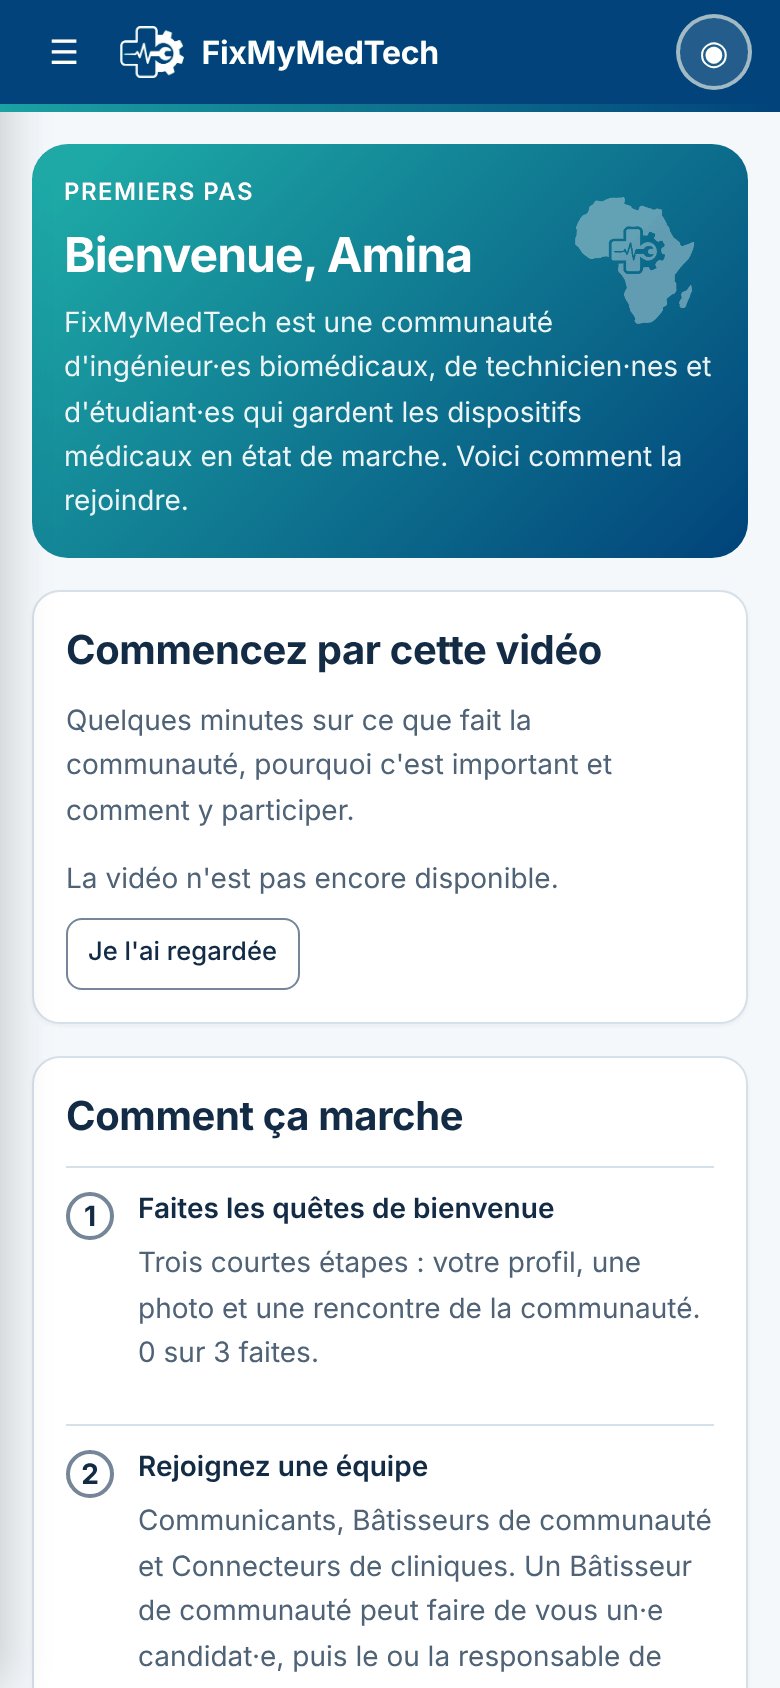 FixMyMedTech
PREMIERS PAS
Bienvenue, Amina
FixMyMedTech est une communauté
d'ingénieur·es biomédicaux, de technicien·nes et
d'étudiant·es qui gardent les dispositifs
médicaux en état de marche. Voici comment la
rejoindre.
Commencez par cette vidéo
Quelques minutes sur ce que fait la
communauté, pourquoi c'est important et
comment y participer.
La vidéo n'est pas encore disponible.
Je l'ai regardée
Comment ça marche
1 Faites les quêtes de bienvenue
Trois courtes étapes : votre profil, une
photo et une rencontre de la communauté.
0 sur 3 faites.
2 Rejoignez une équipe
Communicants, Bâtisseurs de communauté
et Connecteurs de cliniques. Un Bâtisseur
de communauté peut faire de vous un·e
candidat·e, puis le ou la responsable de